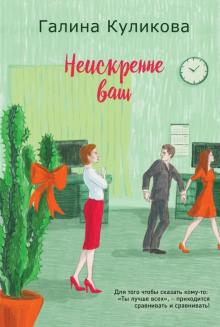 Галина Куликова
Неискренне
ваш
Для того чтобы сказать кому-то:
«Ты лучше всех», – приходится
сравнивать и сравнивать!